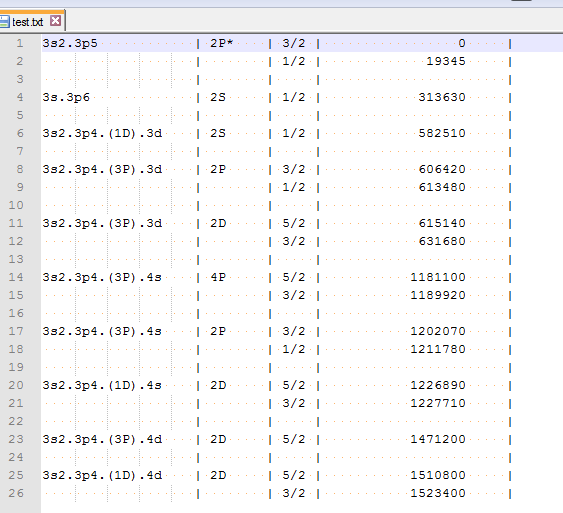 test.txt
1 3s2.3p5 | 2P* | 3/2 | 0 |
2 | | 1/2 | 19345 |
3 | | | |
4 3s.3p6 | 2S | 1/2 | 313630 |
5 | | | |
6 3s2.3p4.(1D).3d | 2S | 1/2 | 582510 |
7 | | | |
8 3s2.3p4.(3P).3d | 2P | 3/2 | 606420 |
9 | | 1/2 | 613480 |
10 | | | |
11 3s2.3p4.(3P).3d | 2D | 5/2 | 615140 |
12 | | 3/2 | 631680 |
13 | | | |
14 3s2.3p4.(3P).4s | 4P | 5/2 | 1181100 |
15 | | 3/2 | 1189920 |
16 | | | |
17 3s2.3p4.(3P).4s | 2P | 3/2 | 1202070 |
18 | | 1/2 | 1211780 |
19 | | | |
20 3s2.3p4.(1D).4s | 2D | 5/2 | 1226890 |
21 | | 3/2 | 1227710 |
22 | | | |
23 3s2.3p4.(3P).4d | 2D | 5/2 | 1471200 |
24 | | | |
25 3s2.3p4.(1D).4d | 2D | 5/2 | 1510800 |
26 | | 3/2 | 1523400 |